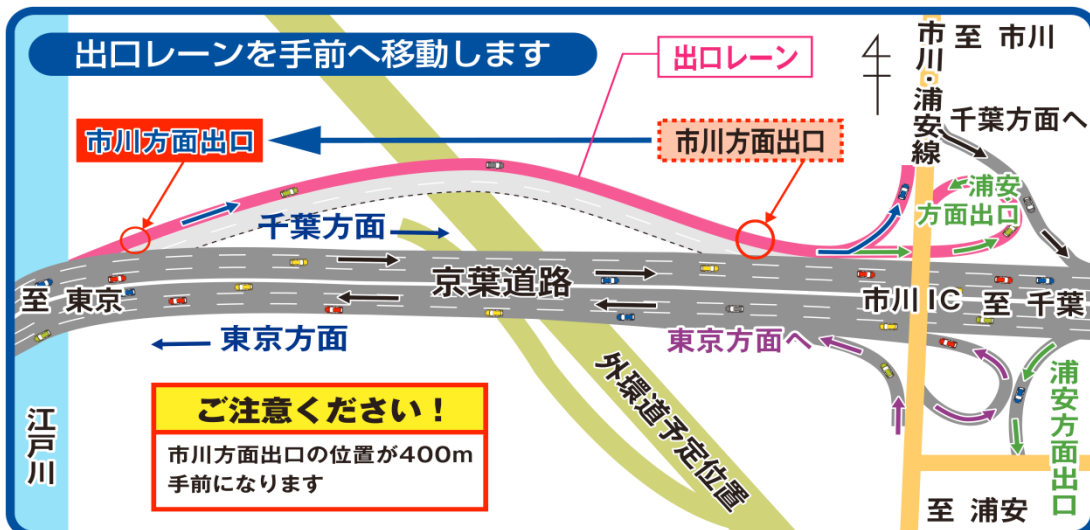 出口レーンを手前へ移動します
出口レーン
市川・浦安線
至 市川
千葉方面へ
市川方面出口
市川方面出口
浦安
方面出口
千葉方面
京葉道路
至 東京
市川IC
至 千葉
東京方面
東京方面へ
ご注意ください！
市川方面出口の位置が400m
手前になります
江戸川
外環道予定位置
浦安方面出口
至 浦安